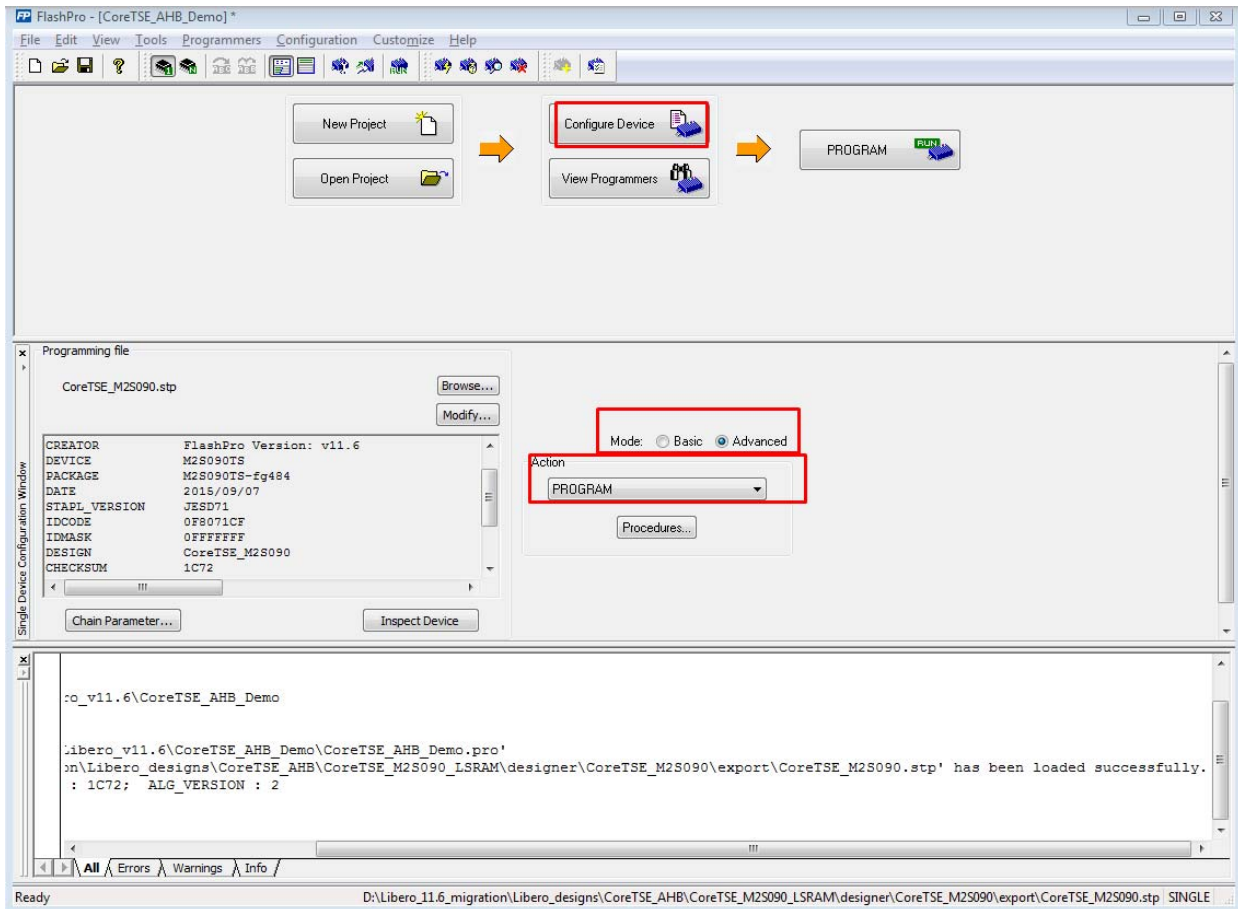 FlashPro - [CoreTSE_AHB_Demo] *
File Edit View Tools Programmers Configuration Customize Help
New Project
Configure Device
PROGRAM
RUN
Open Project
View Programmers
Programming file
CoreTSE_M2S090.stp
Browse...
Modify...
CREATOR FlashPro Version: v11.6
DEVICE M2S090TS
PACKAGE M2S090TS-fg484
DATE 2015/09/07
STAPL_VERSION JESD71
IDCODE 0F8071CF
IDMASK 0FFFFFFF
DESIGN CoreTSE_M2S090
CHECKSUM 1C72
Mode: Basic Advanced
Action
PROGRAM
Procedures...
Chain Parameter...
Inspect Device
Single Device Configuration Window
ro_v11.6\CoreTSE_AHB_Demo
Libero_v11.6\CoreTSE_AHB_Demo\CoreTSE_AHB_Demo.pro'
on\Libero_designs\CoreTSE_AHB\CoreTSE_M2S090_LSRAM\designer\CoreTSE_M2S090\export\CoreTSE_M2S090.stp' has been loaded successfully.
: 1C72; ALG_VERSION : 2
All Errors Warnings Info
Ready D:\Libero_11.6_migration\Libero_designs\CoreTSE_AHB\CoreTSE_M2S090_LSRAM\designer\CoreTSE_M2S090\export\CoreTSE_M2S090.stp SINGLE